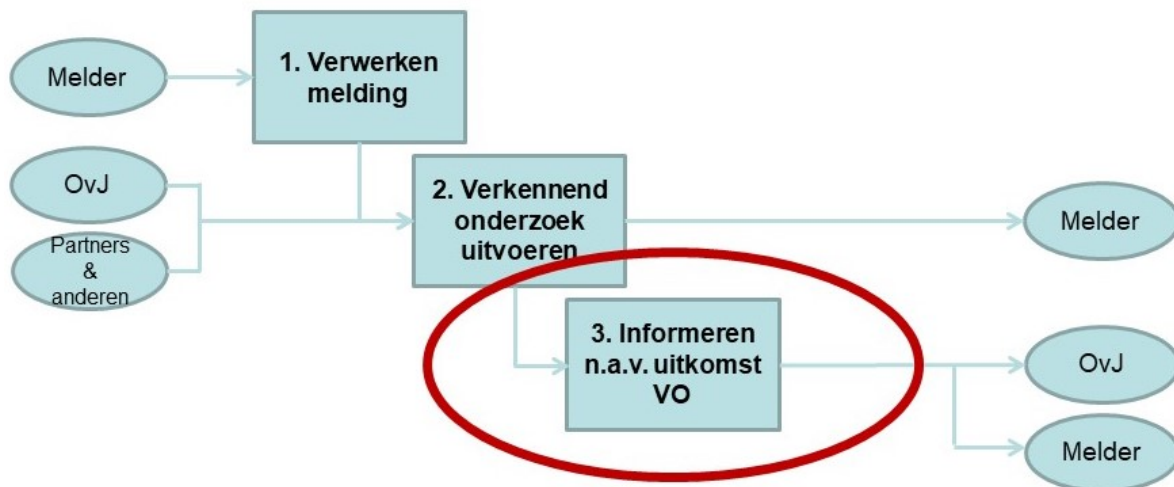 Melder
1. Verwerken
melding
OvJ
Partners
&
anderen
2. Verkennend
onderzoek
uitvoeren
Melder
3. Informeren
n.a.v. uitkomst
VO
OvJ
Melder